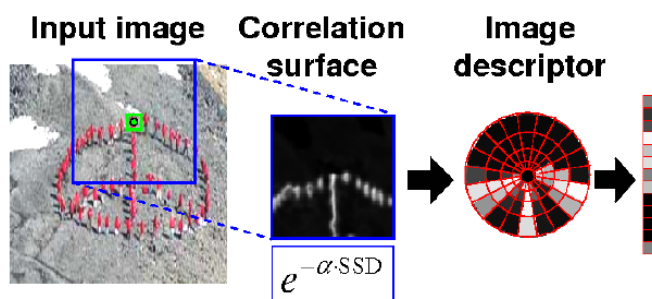 Input image
Correlation surface
Image descriptor
e^{-α·SSD}